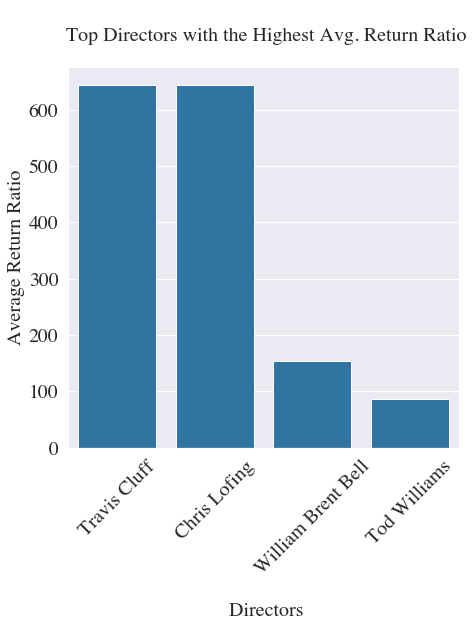 Top Directors with the Highest Avg. Return Ratio
600
500
400
300
200
100
0
Average Return Ratio
Travis Cluff
Chris Lofing
William Brent Bell
Tod Williams
Directors